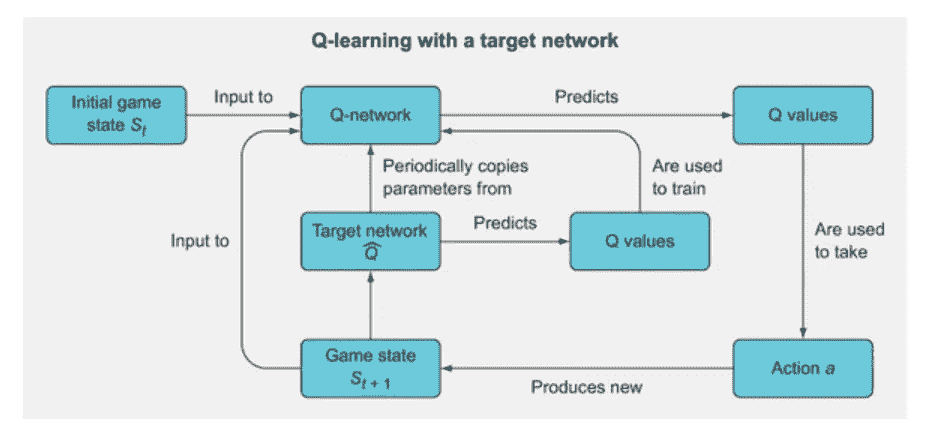 Q-learning with a target network
Initial game
state S_t
Input to
Q-network
Predicts
Q values
Periodically copies
parameters from
Are used
to train
Input to
Target network
Q̂
Predicts
Q values
Are used
to take
Game state
S_{t + 1}
Produces new
Action a